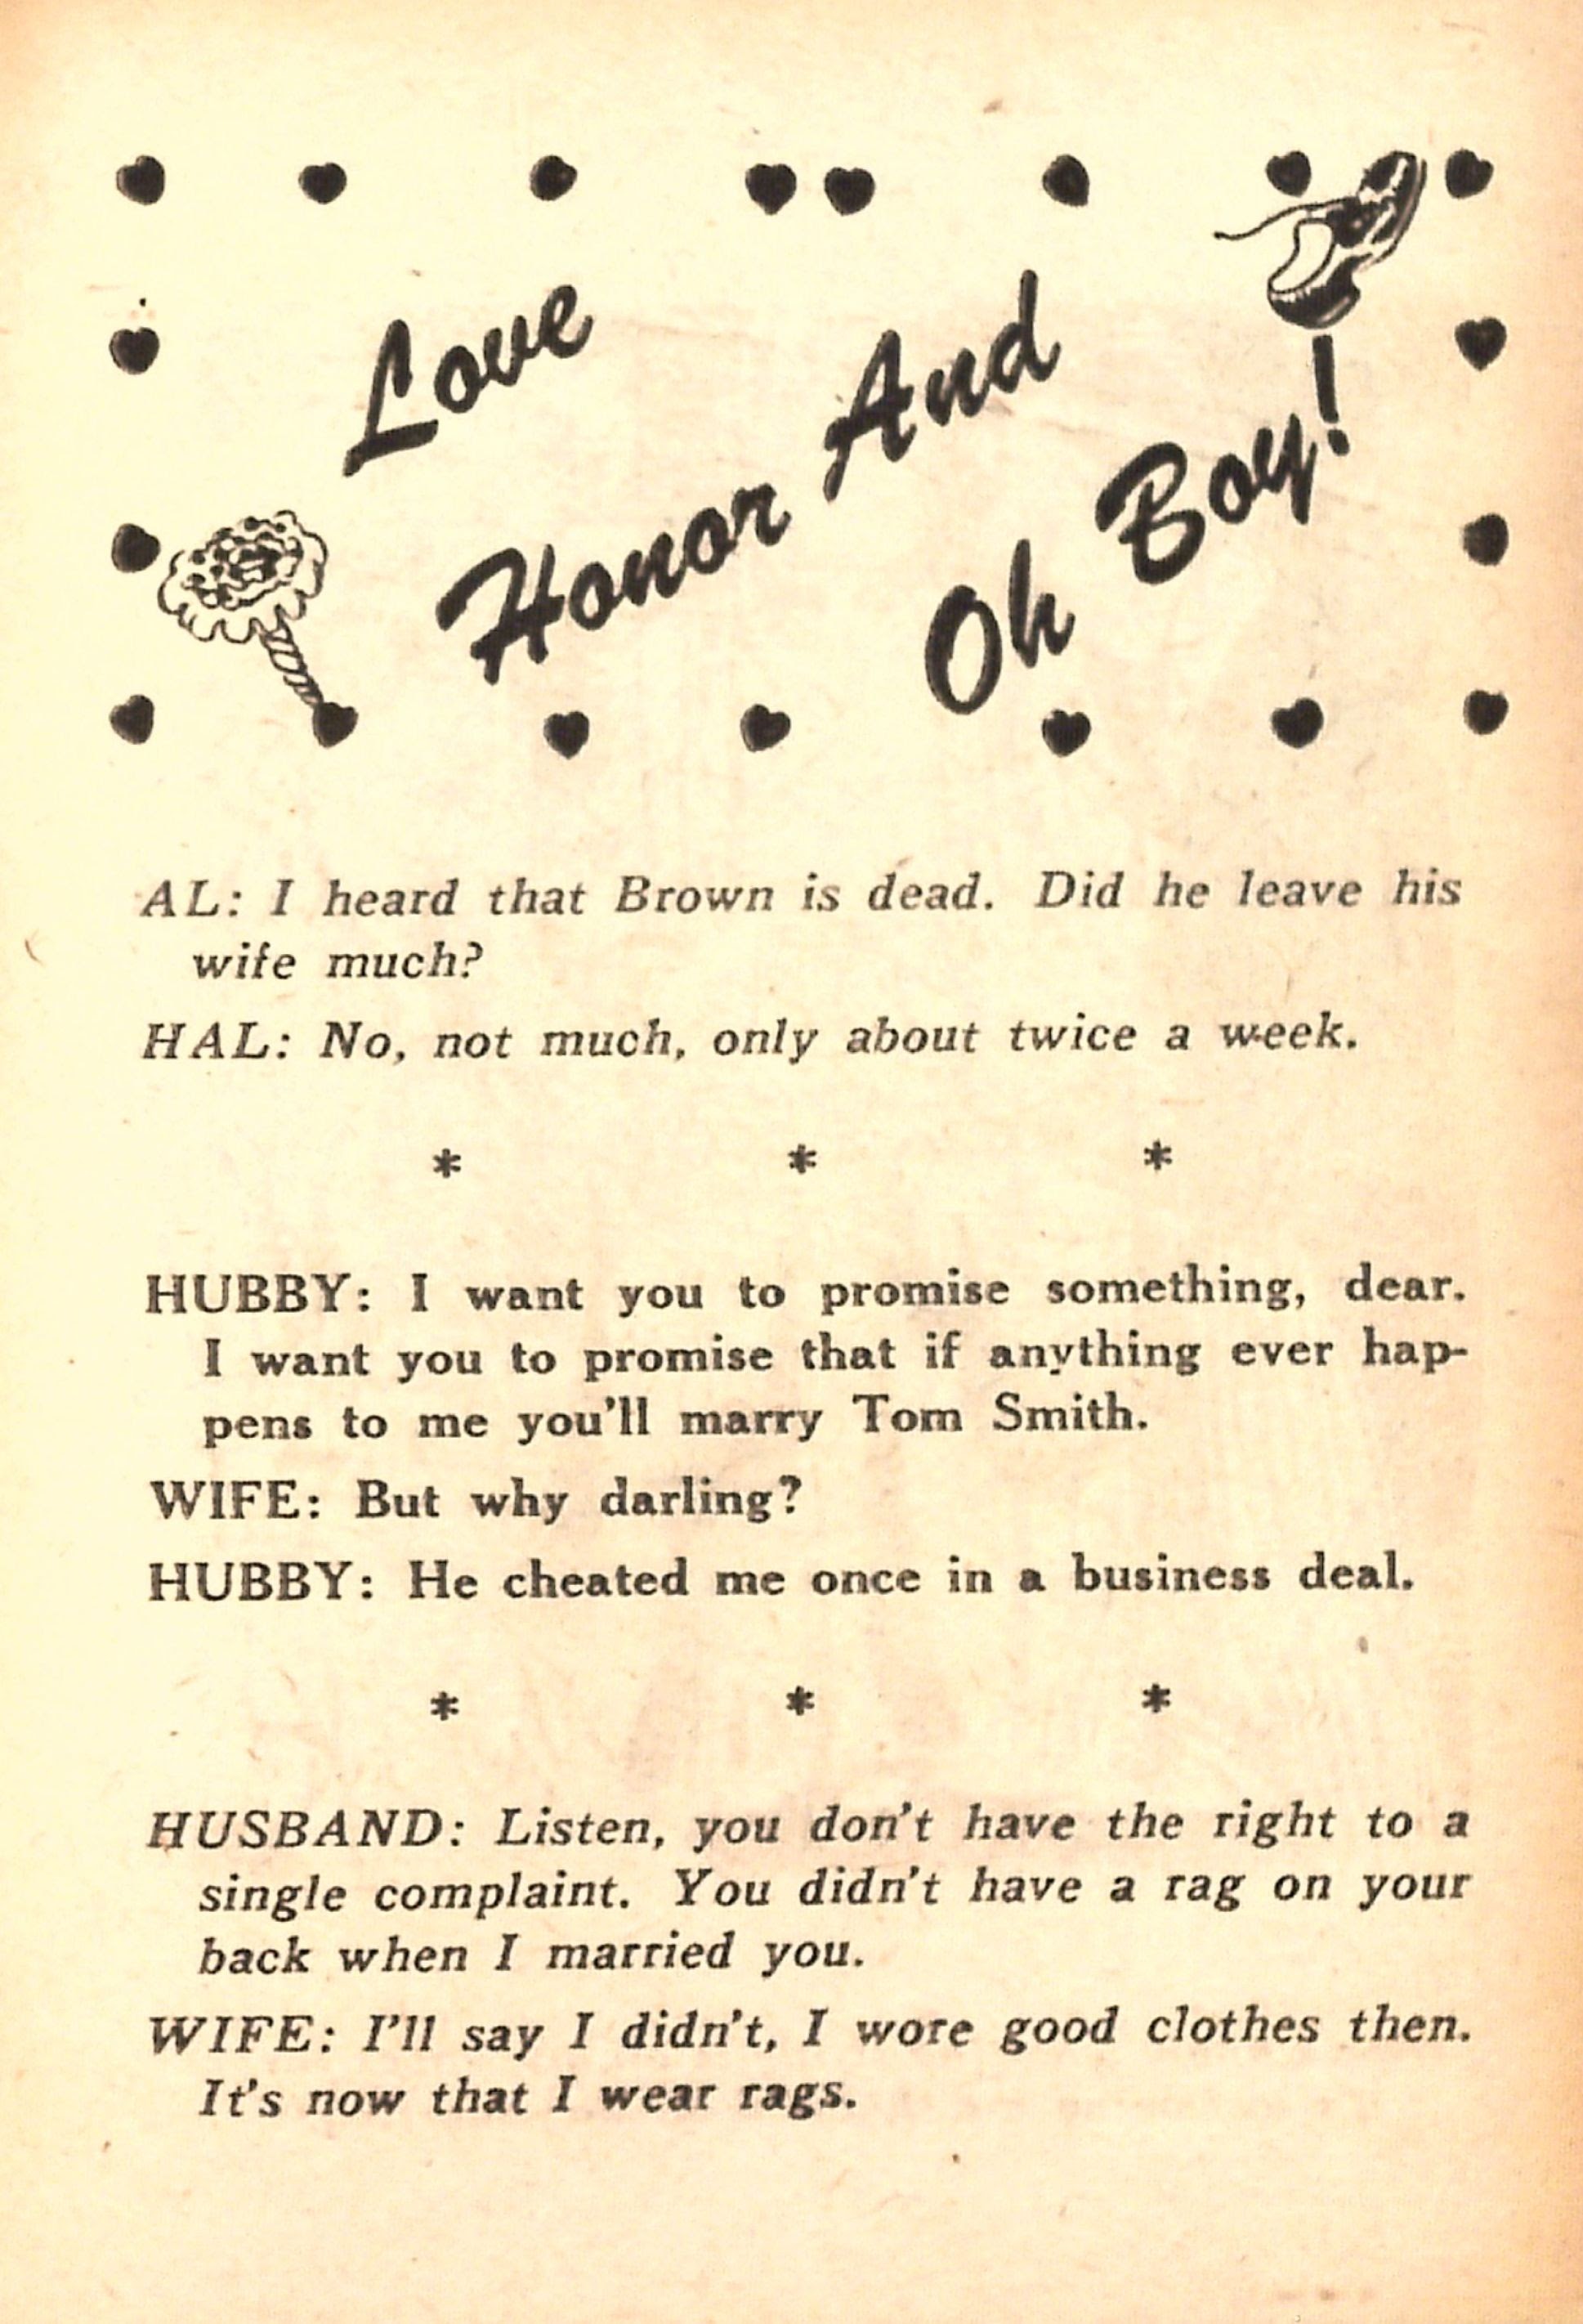 Love
Honor And
Oh Boy!
AL: I heard that Brown is dead. Did he leave his
wife much?
HAL: No, not much, only about twice a week.
* * *
HUBBY: I want you to promise something, dear.
I want you to promise that if anything ever hap-
pens to me you'll marry Tom Smith.
WIFE: But why darling?
HUBBY: He cheated me once in a business deal.
* * *
HUSBAND: Listen, you don't have the right to a
single complaint. You didn't have a rag on your
back when I married you.
WIFE: I'll say I didn't, I wore good clothes then.
It's now that I wear rags.